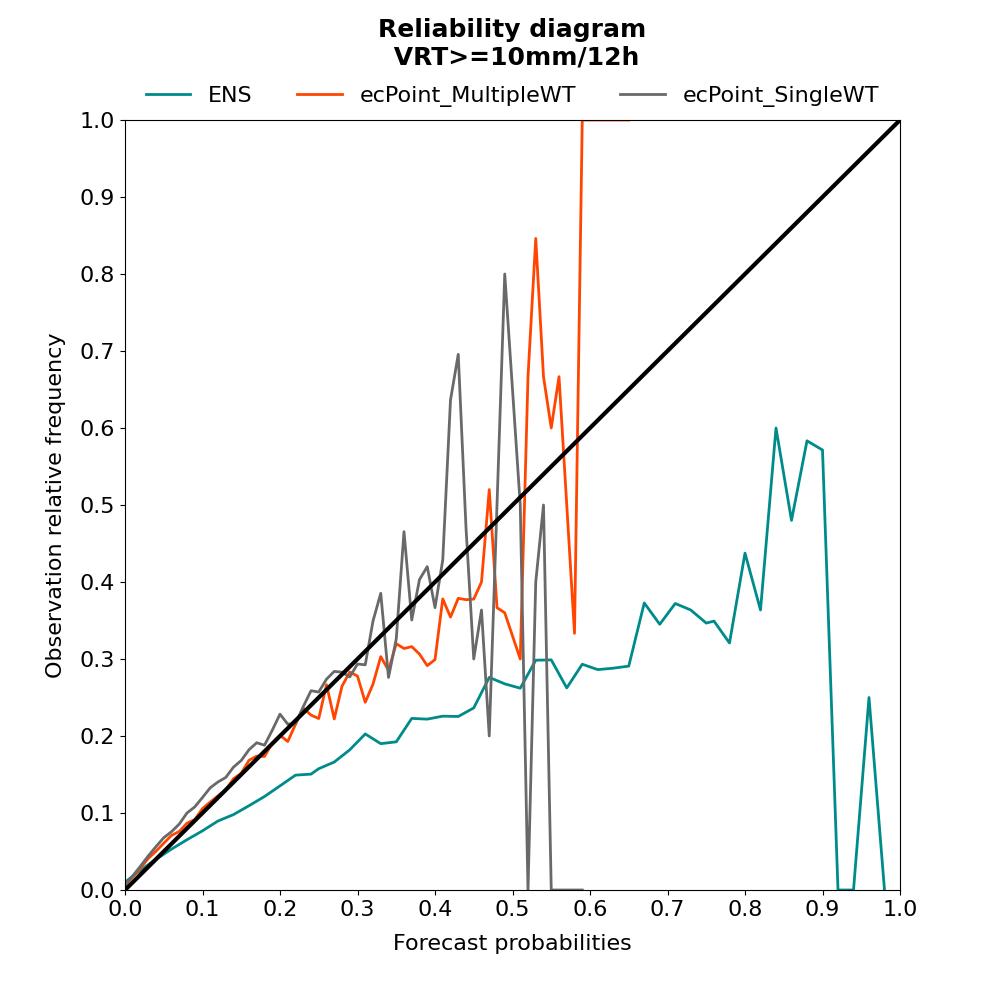 Reliability diagram
VRT>=10mm/12h
ENS ecPoint_MultipleWT ecPoint_SingleWT
1.0
0.9
0.8
0.7
0.6
0.5
0.4
0.3
0.2
0.1
0.0
Observation relative frequency
0.0 0.1 0.2 0.3 0.4 0.5 0.6 0.7 0.8 0.9 1.0
Forecast probabilities